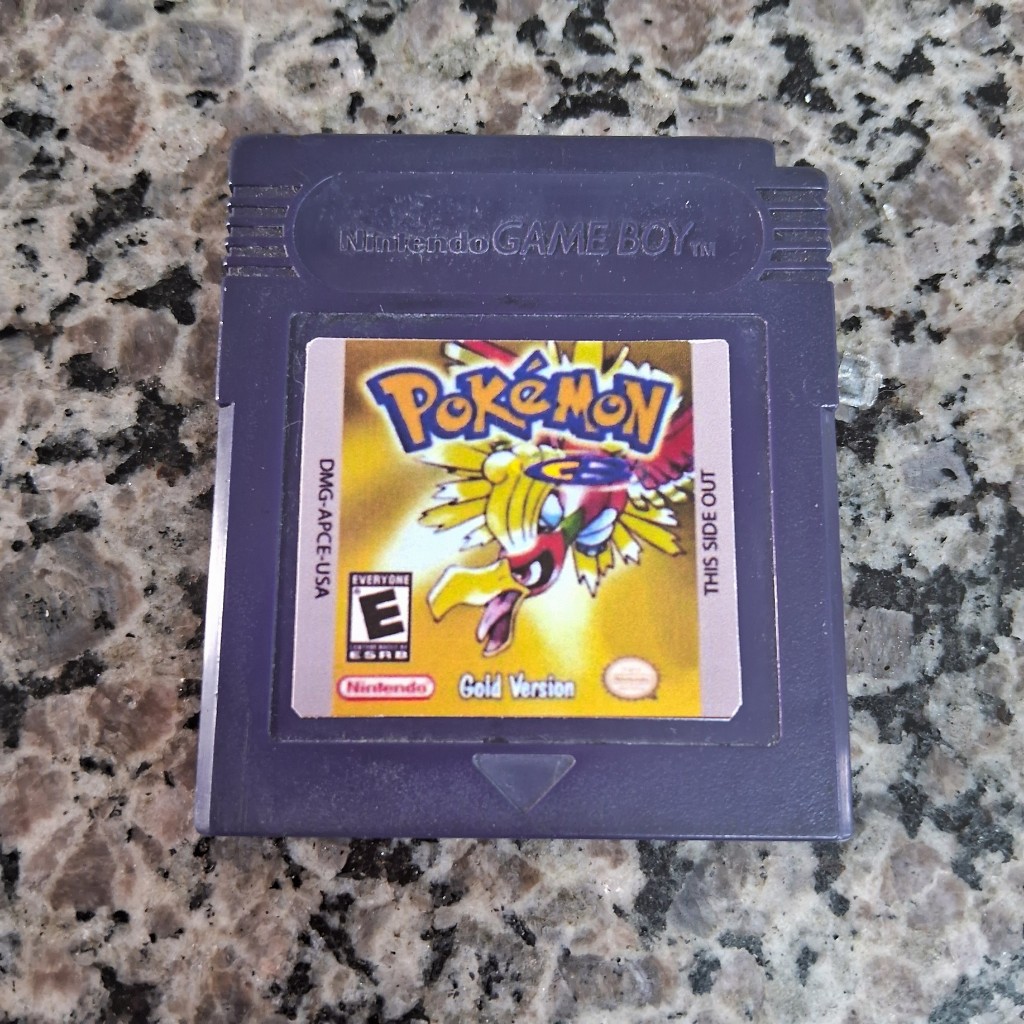 Nintendo GAME BOY TM
POKéMON
DMG-APCE-USA
THIS SIDE OUT
EVERYONE
E
ESRB
Nintendo
Gold Version